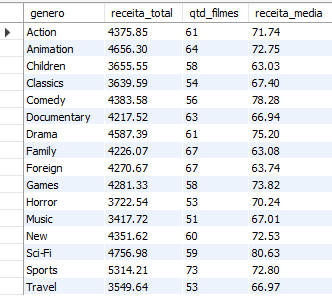 genero receita_total qtd_filmes receita_media
Action 4375.85 61 71.74
Animation 4656.30 64 72.75
Children 3655.55 58 63.03
Classics 3639.59 54 67.40
Comedy 4383.58 56 78.28
Documentary 4217.52 63 66.94
Drama 4587.39 61 75.20
Family 4226.07 67 63.08
Foreign 4270.67 67 63.74
Games 4281.33 58 73.82
Horror 3722.54 53 70.24
Music 3417.72 51 67.01
New 4351.62 60 72.53
Sci-Fi 4756.98 59 80.63
Sports 5314.21 73 72.80
Travel 3549.64 53 66.97